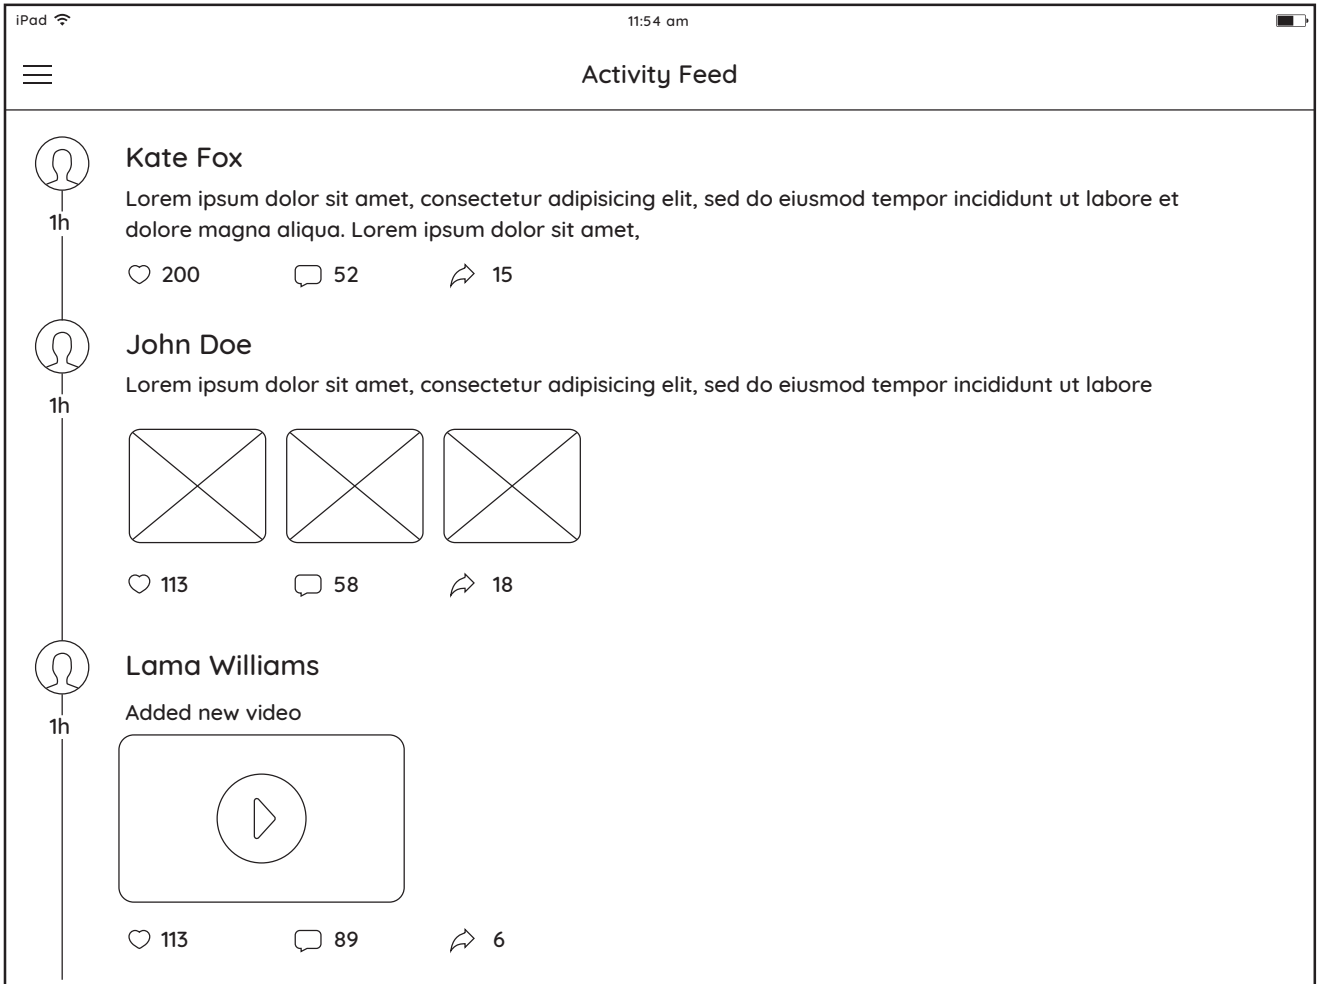 iPad
11:54 am
Activity Feed
Kate Fox
Lorem ipsum dolor sit amet, consectetur adipisicing elit, sed do eiusmod tempor incididunt ut labore et
dolore magna aliqua. Lorem ipsum dolor sit amet,
1h
200 52 15
John Doe
Lorem ipsum dolor sit amet, consectetur adipisicing elit, sed do eiusmod tempor incididunt ut labore
1h
113 58 18
Lama Williams
Added new video
1h
113 89 6